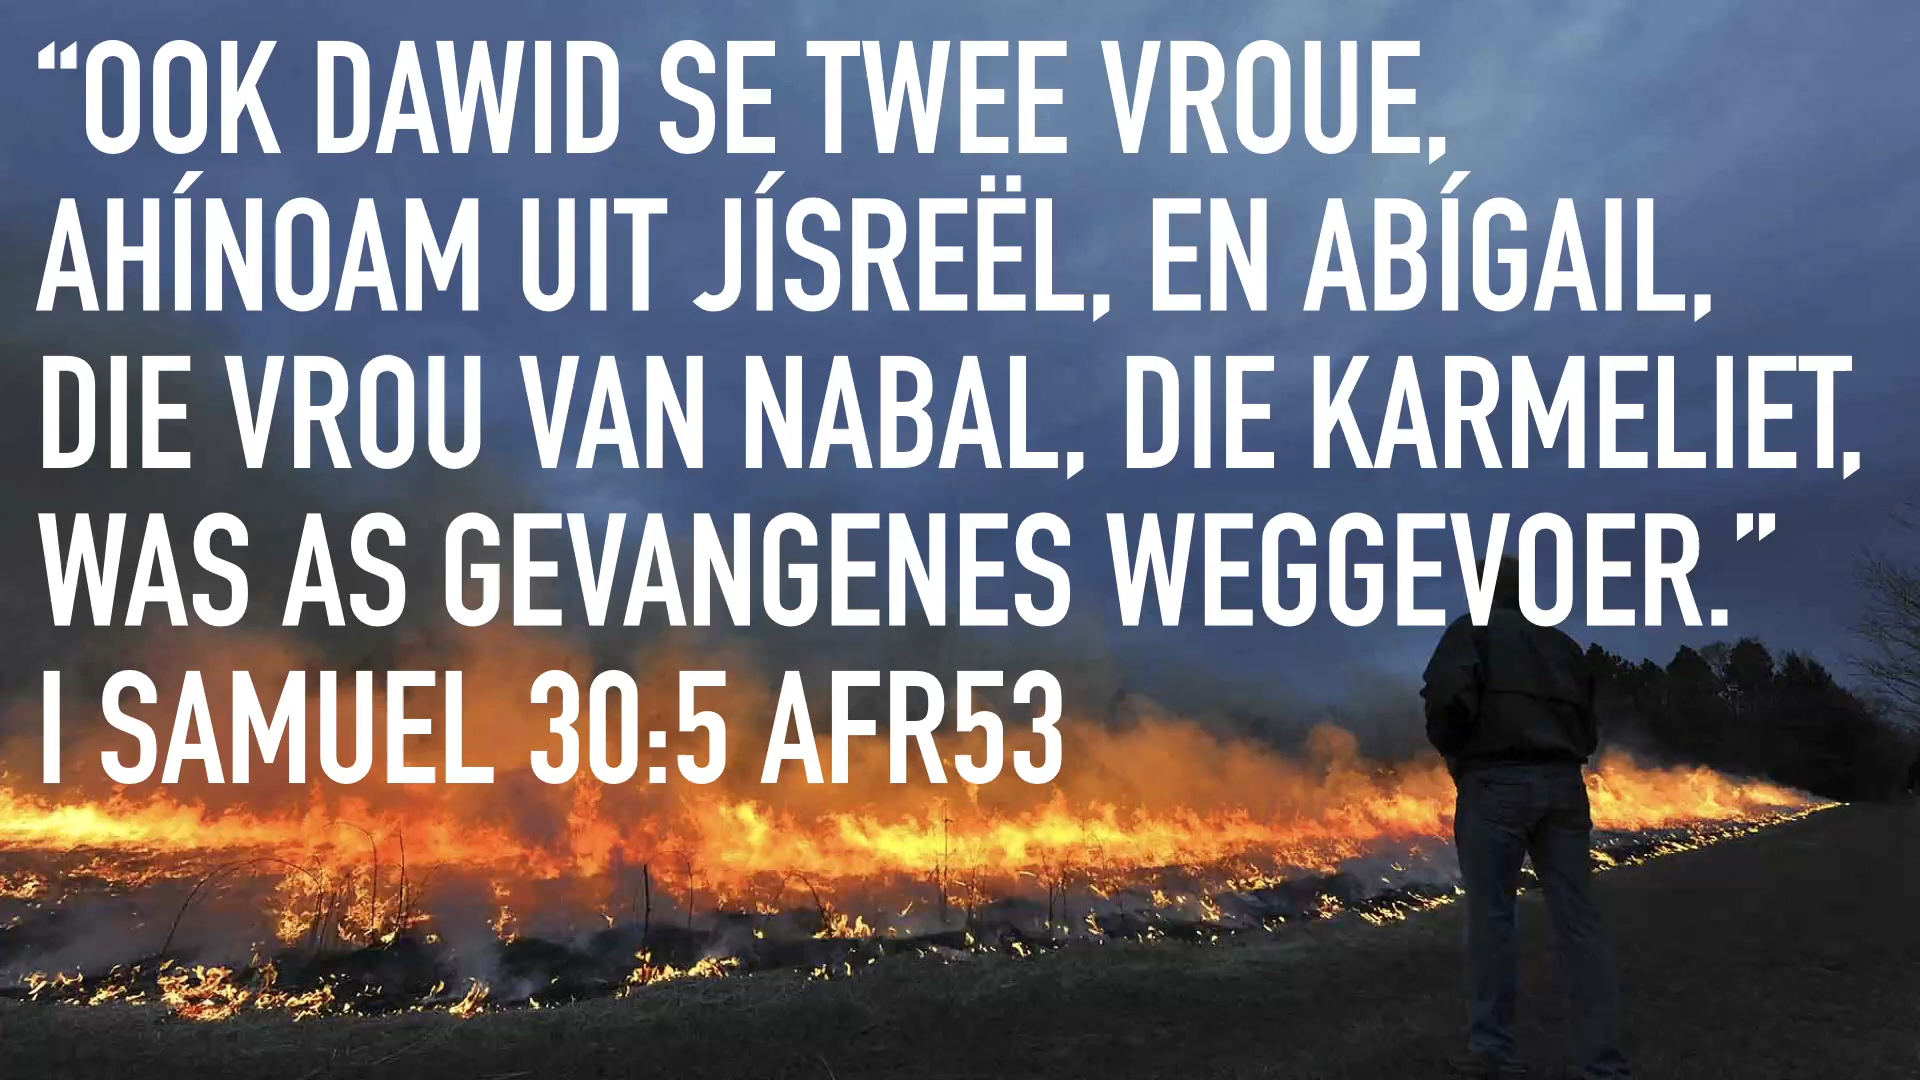 “OOK DAWID SE TWEE VROUE,
AHÍNOAM UIT JÍSREËL, EN ABÍGAIL,
DIE VROU VAN NABAL, DIE KARMELIET,
WAS AS GEVANGENES WEGGEVOER.”
I SAMUEL 30:5 AFR53